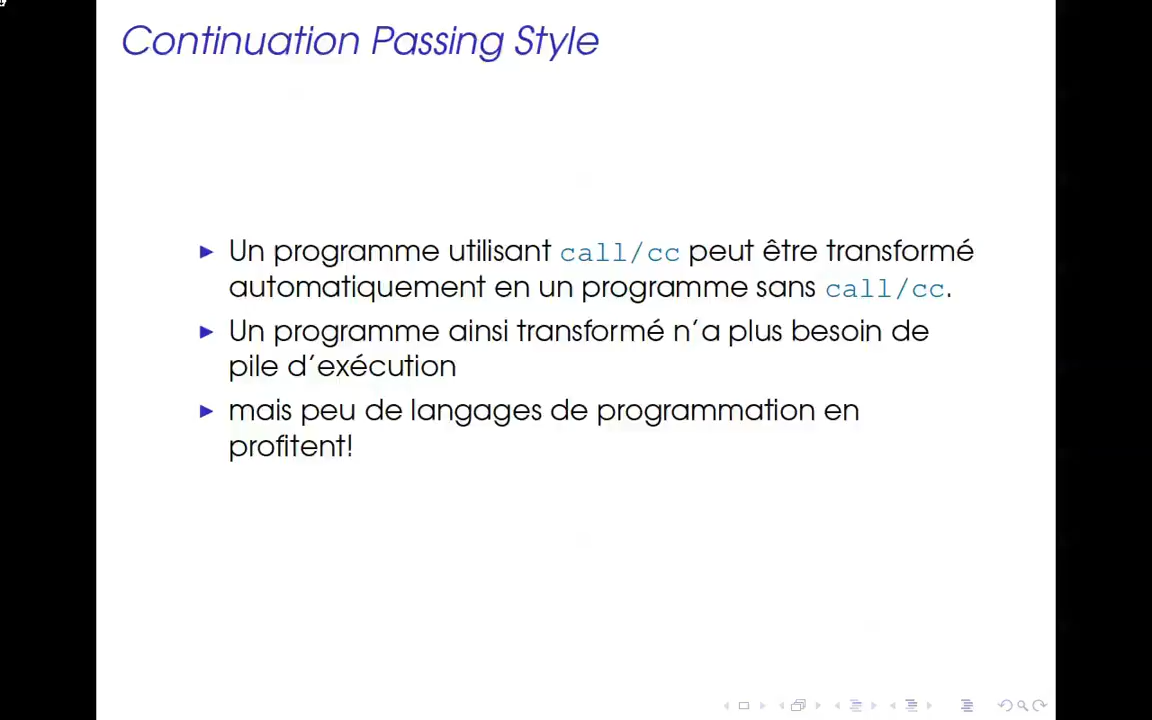 Continuation Passing Style
▶ Un programme utilisant call/cc peut être transformé
automatiquement en un programme sans call/cc.
▶ Un programme ainsi transformé n'a plus besoin de
pile d'exécution
▶ mais peu de langages de programmation en
profitent!